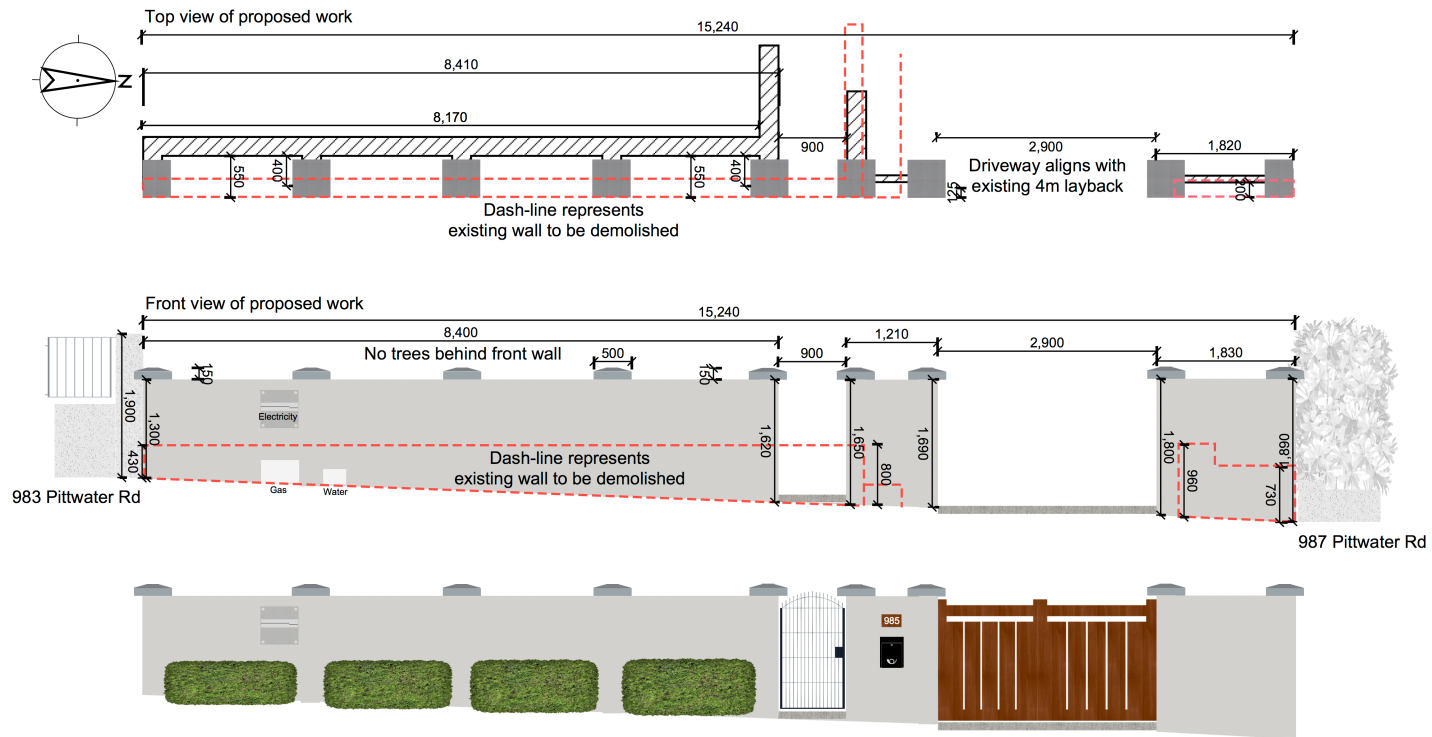 Top view of proposed work
15,240
N
8,410
8,170
900
2,900
1,820
550
400
550
400
Driveway aligns with
existing 4m layback
125
200
Dash-line represents
existing wall to be demolished
Front view of proposed work
15,240
8,400
1,210
No trees behind front wall
500
900
2,900
1,830
150
150
1,900
1,300
430
Electricity
Gas
Water
Dash-line represents
existing wall to be demolished
1,620
1,650
800
1,690
1,800
960
1,890
730
983 Pittwater Rd
987 Pittwater Rd
985